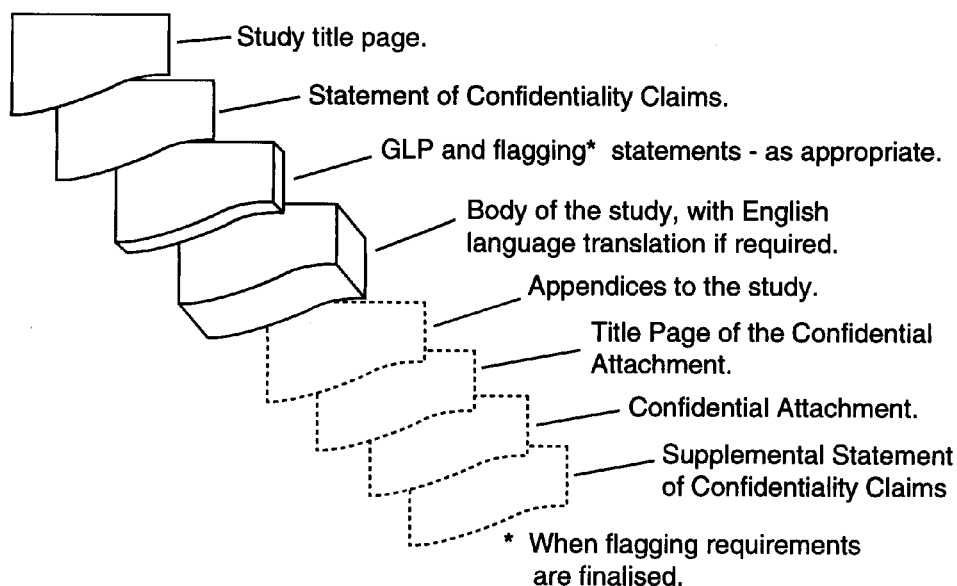 Study title page.
Statement of Confidentiality Claims.
GLP and flagging* statements - as appropriate.
Body of the study, with English
language translation if required.
Appendices to the study.
Title Page of the Confidential
Attachment.
Confidential Attachment.
Supplemental Statement
of Confidentiality Claims
* When flagging requirements
are finalised.